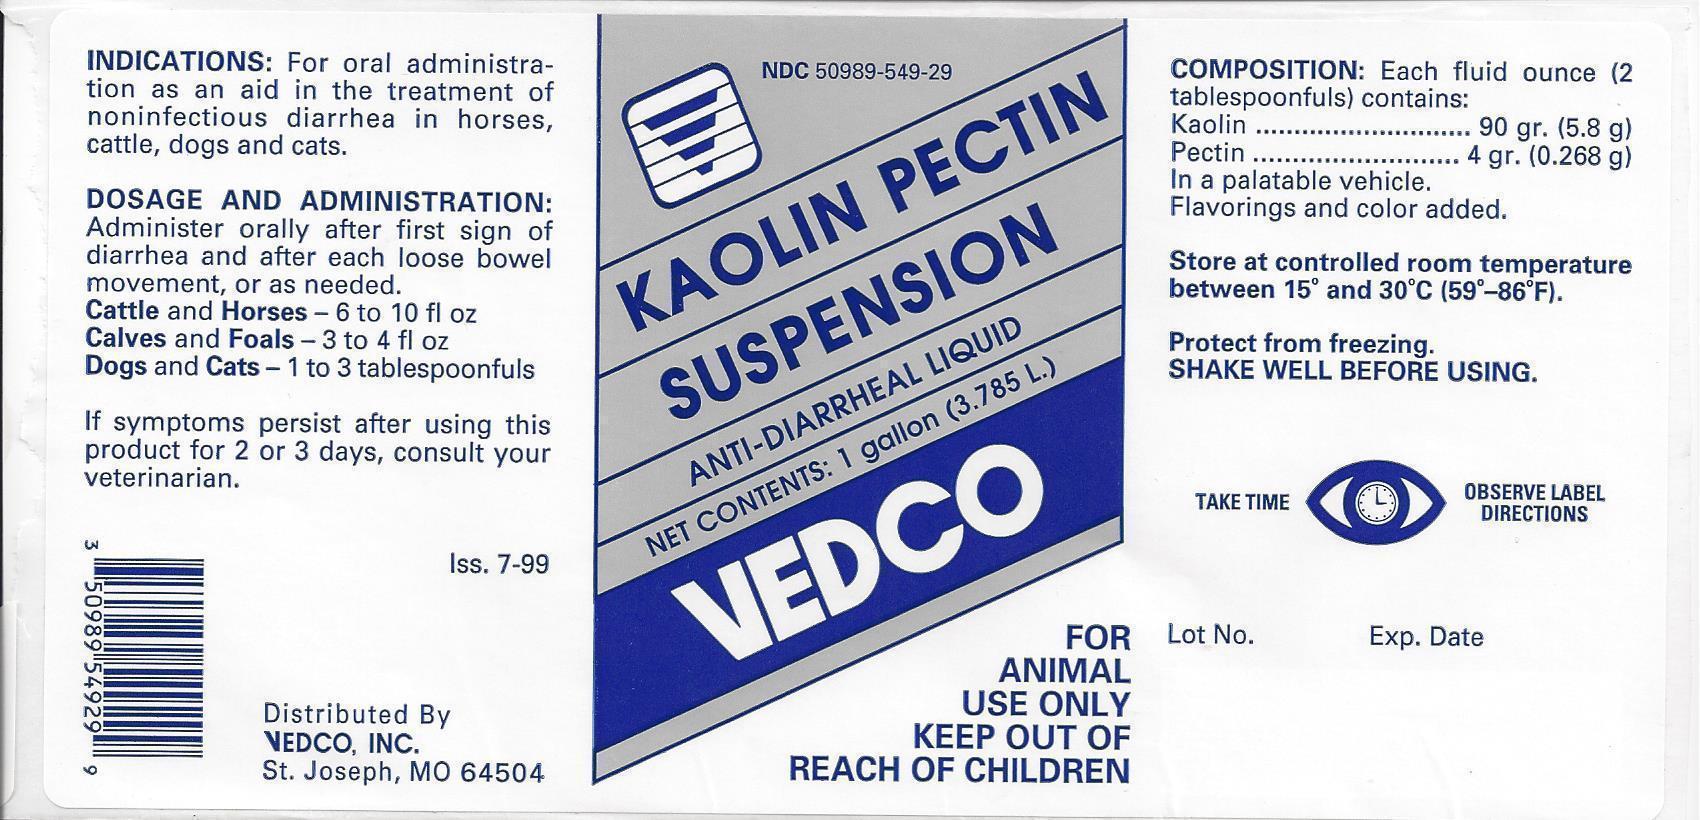 INDICATIONS: For oral administra-
tion as an aid in the treatment of
noninfectious diarrhea in horses,
cattle, dogs and cats.
DOSAGE AND ADMINISTRATION:
Administer orally after first sign of
diarrhea and after each loose bowel
movement, or as needed.
Cattle and Horses – 6 to 10 fl oz
Calves and Foals – 3 to 4 fl oz
Dogs and Cats – 1 to 3 tablespoonfuls
If symptoms persist after using this
product for 2 or 3 days, consult your
veterinarian.
Iss. 7-99
3 50989 54929 9
Distributed By
VEDCO, INC.
St. Joseph, MO 64504
NDC 50989-549-29
KAOLIN PECTIN
SUSPENSION
ANTI-DIARRHEAL LIQUID
NET CONTENTS: 1 gallon (3.785 L.)
VEDCO
FOR
ANIMAL
USE ONLY
KEEP OUT OF
REACH OF CHILDREN
COMPOSITION: Each fluid ounce (2
tablespoonfuls) contains:
Kaolin ............................ 90 gr. (5.8 g)
Pectin ........................... 4 gr. (0.268 g)
In a palatable vehicle.
Flavorings and color added.
Store at controlled room temperature
between 15° and 30°C (59°–86°F).
Protect from freezing.
SHAKE WELL BEFORE USING.
TAKE TIME
OBSERVE LABEL
DIRECTIONS
Lot No. Exp. Date